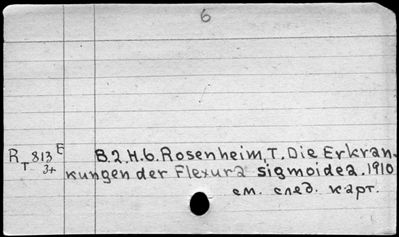 6
R T 813 E
3+
B.2.H.6. Rosenheim, T. Die Erkran-
kungen der Flexura sigmoidea. 1910
см. след. карт.